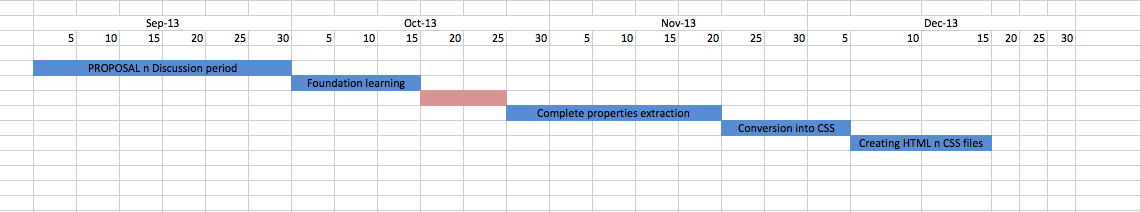 Sep-13 Oct-13 Nov-13 Dec-13
5 10 15 20 25 30 5 10 15 20 25 30 5 10 15 20 25 30 5 10 15 20 25 30
PROPOSAL n Discussion period
Foundation learning
Complete properties extraction
Conversion into CSS
Creating HTML n CSS files